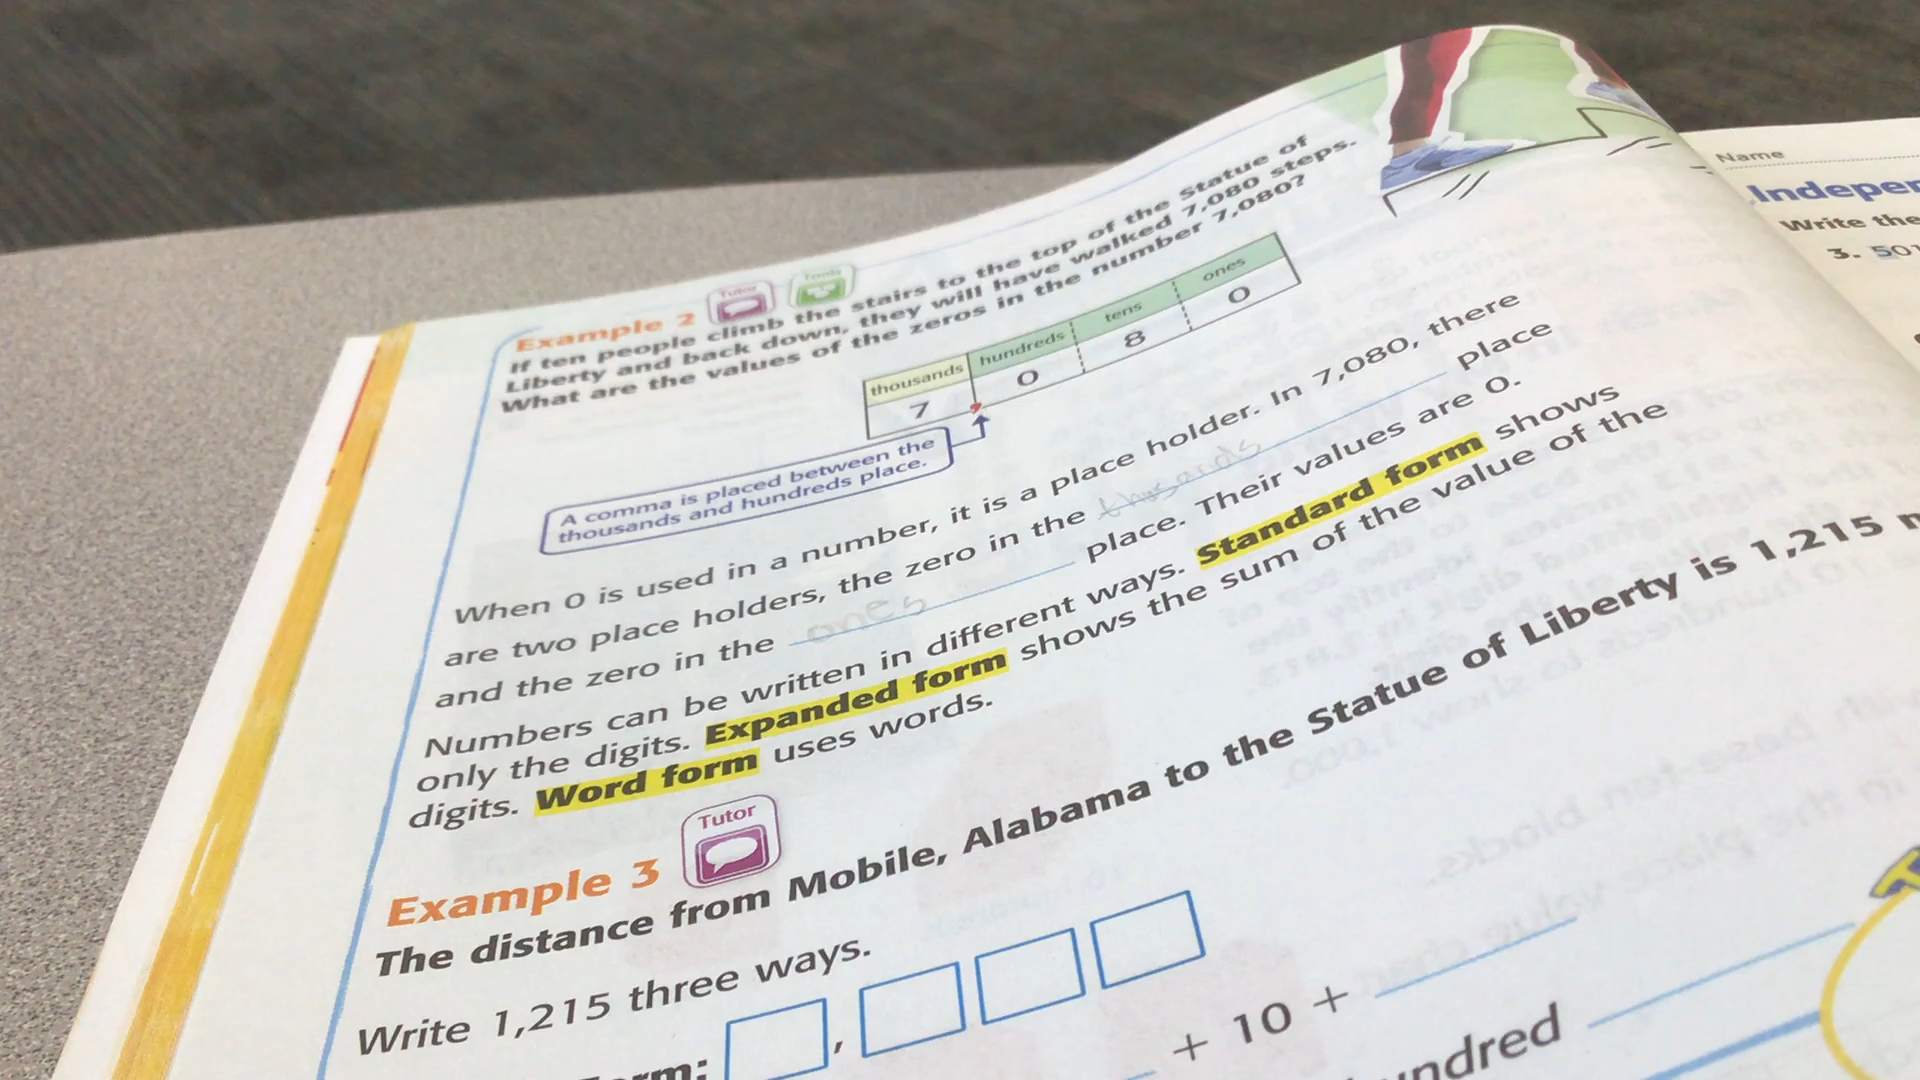 Example 2
Tutor
Tools
If ten people climb the stairs to the top of the Statue of
Liberty and back down, they will have walked 7,080 steps.
What are the values of the zeros in the number 7,080?
thousands hundreds tens ones
7 , 0 8 0
A comma is placed between the
thousands and hundreds place.
When 0 is used in a number, it is a place holder. In 7,080, there
are two place holders, the zero in the place
and the zero in the ones place. Their values are 0.
Numbers can be written in different ways. Standard form shows
only the digits. Expanded form shows the sum of the value of the
digits. Word form uses words.
Example 3
Tutor
The distance from Mobile, Alabama to the Statue of Liberty is 1,215
Write 1,215 three ways.
,
+ 10 +
Name
Write the
3. 501